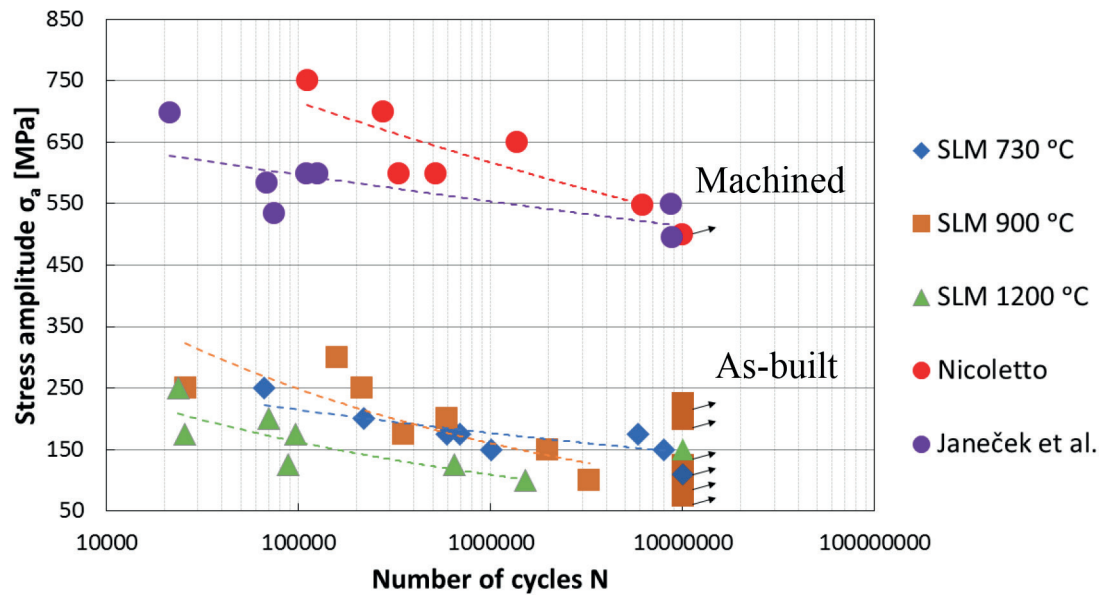 850
750
650
550
450
350
250
150
50
Stress amplitude σa [MPa]
10000
100000
1000000
10000000
100000000
Number of cycles N
Machined
As-built
SLM 730 °C
SLM 900 °C
SLM 1200 °C
Nicoletto
Janeček et al.